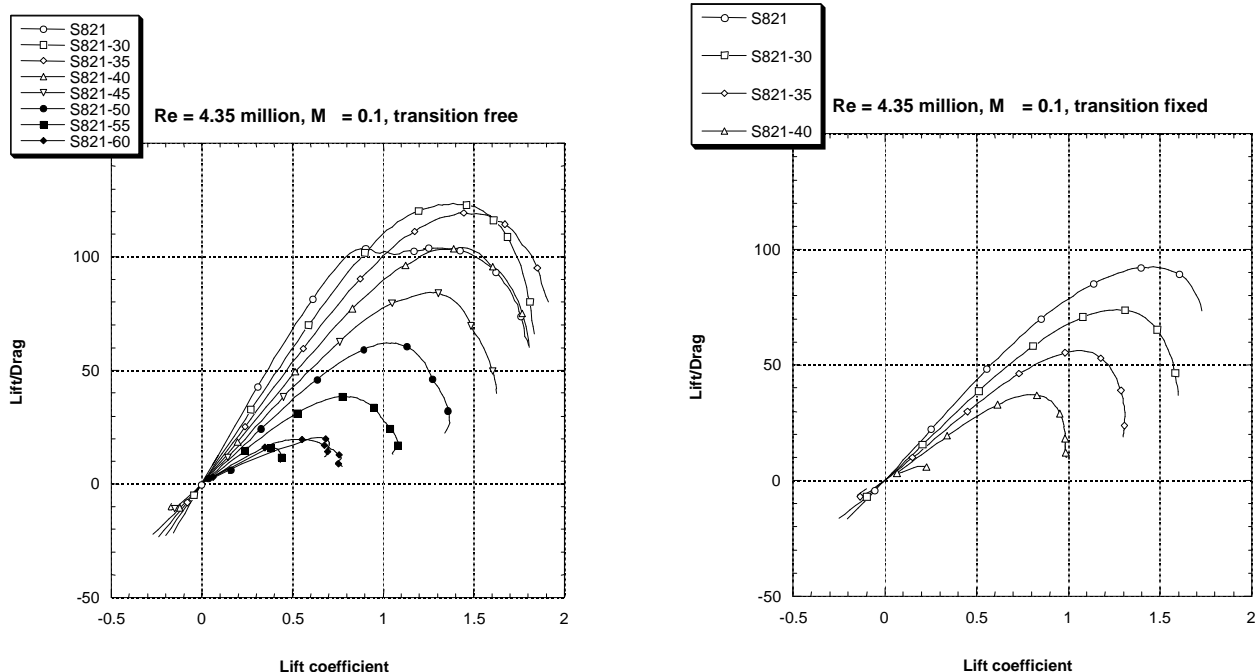 S821
S821-30
S821-35
S821-40
S821-45
S821-50
S821-55
S821-60
Re = 4.35 million, M = 0.1, transition free
100
50
0
-50
-0.5 0 0.5 1 1.5 2
Lift/Drag
Lift coefficient
S821
S821-30
S821-35
S821-40
Re = 4.35 million, M = 0.1, transition fixed
100
50
0
-50
-0.5 0 0.5 1 1.5 2
Lift/Drag
Lift coefficient